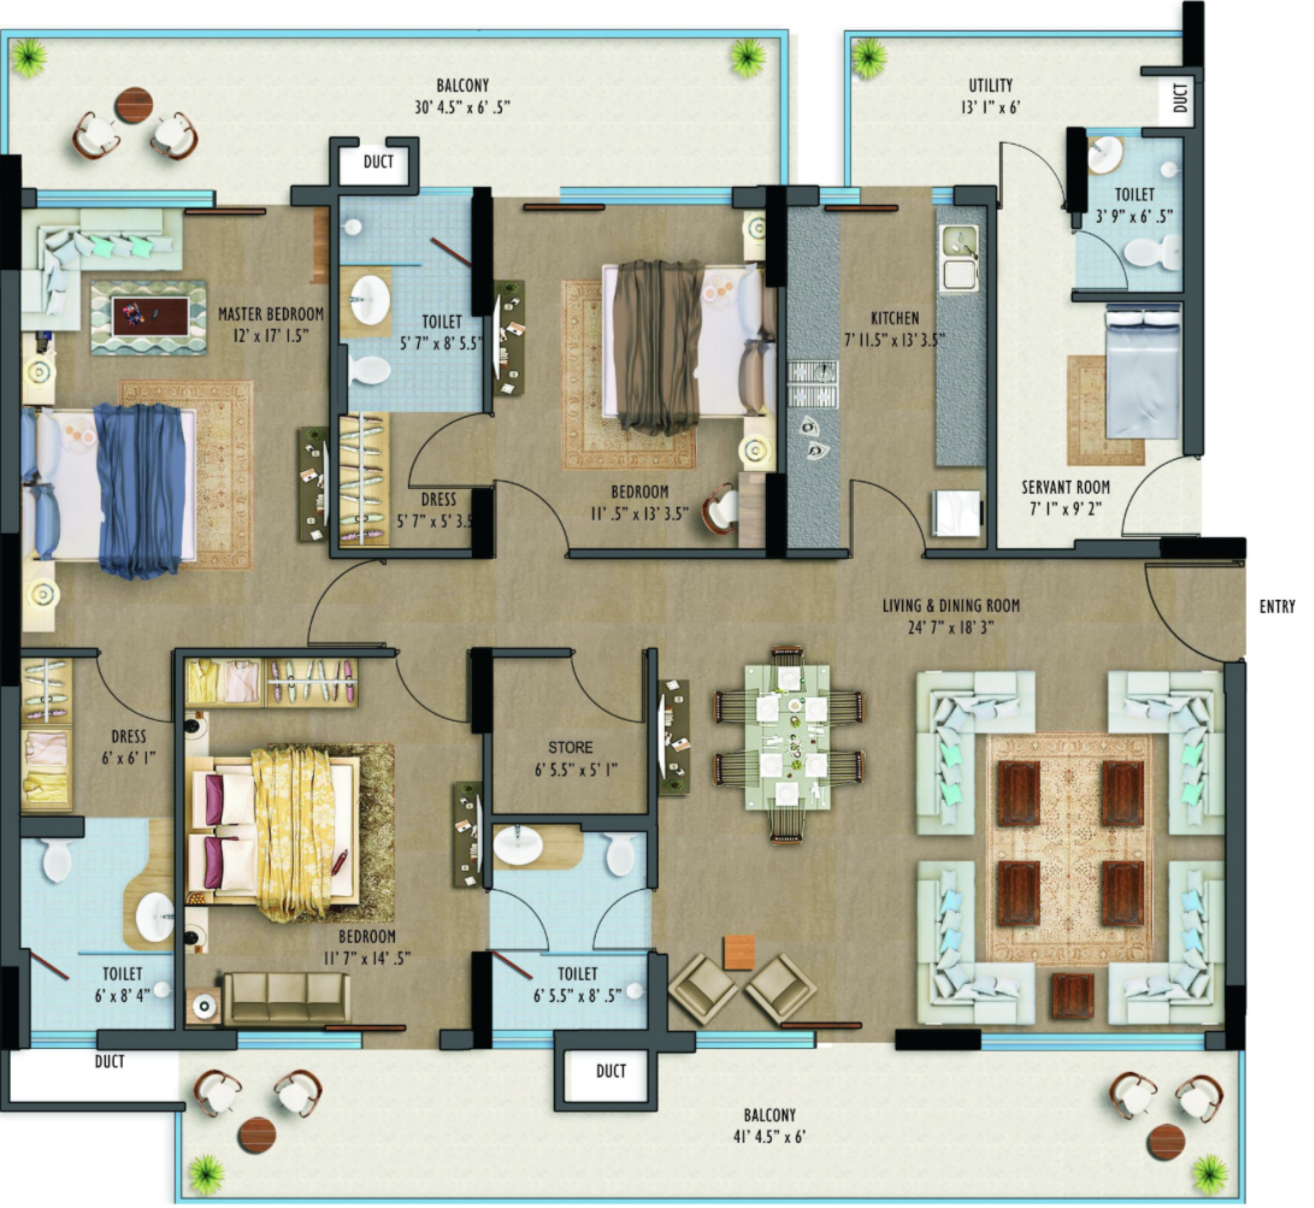 BALCONY
30' 4.5" x 6' .5"
UTILITY
13' 1" x 6'
DUCT
DUCT
TOILET
3' 9" x 6' .5"
MASTER BEDROOM
12' x 17' 1.5"
TOILET
5' 7" x 8' 5.5"
KITCHEN
7' 11.5" x 13' 3.5"
DRESS
5' 7" x 5' 3.5
BEDROOM
11' .5" x 13' 3.5"
SERVANT ROOM
7' 1" x 9' 2"
LIVING & DINING ROOM
24' 7" x 18' 3"
ENTRY
DRESS
6' x 6' 1"
STORE
6' 5.5" x 5' 1"
BEDROOM
11' 7" x 14' .5"
TOILET
6' x 8' 4"
TOILET
6' 5.5" x 8' .5"
DUCT
DUCT
BALCONY
41' 4.5" x 6'